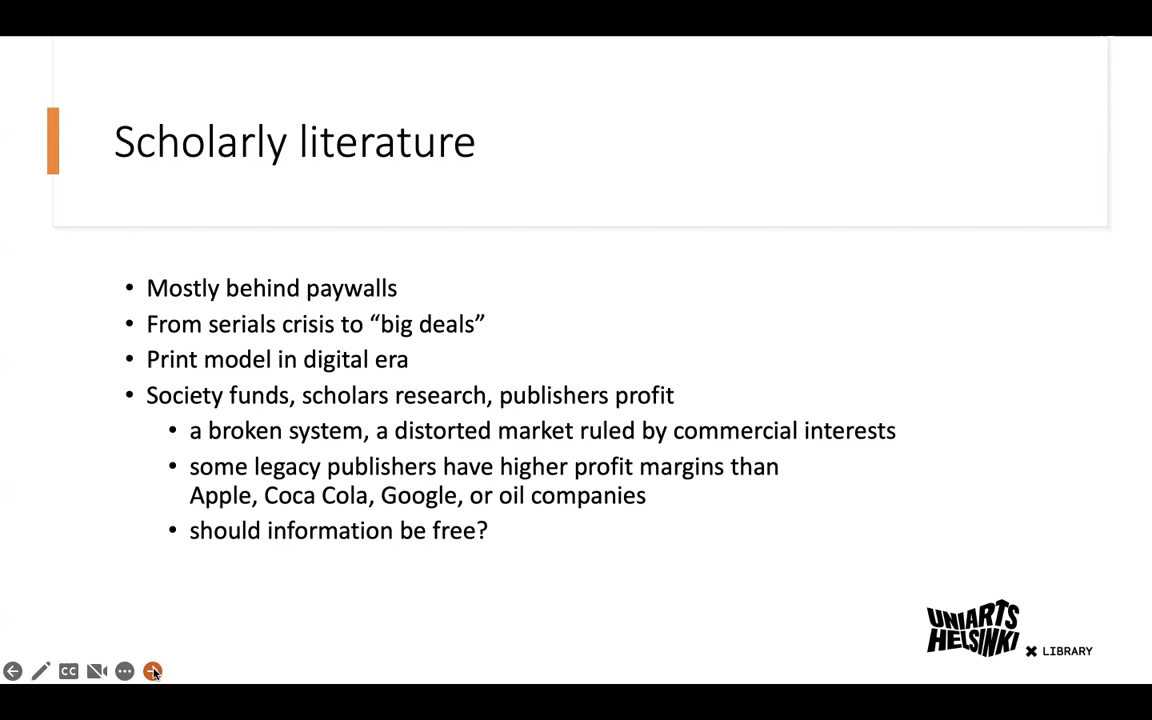 Scholarly literature
• Mostly behind paywalls
• From serials crisis to “big deals”
• Print model in digital era
• Society funds, scholars research, publishers profit
• a broken system, a distorted market ruled by commercial interests
• some legacy publishers have higher profit margins than
Apple, Coca Cola, Google, or oil companies
• should information be free?
UNIARTS
HELSINKI
X LIBRARY
CC